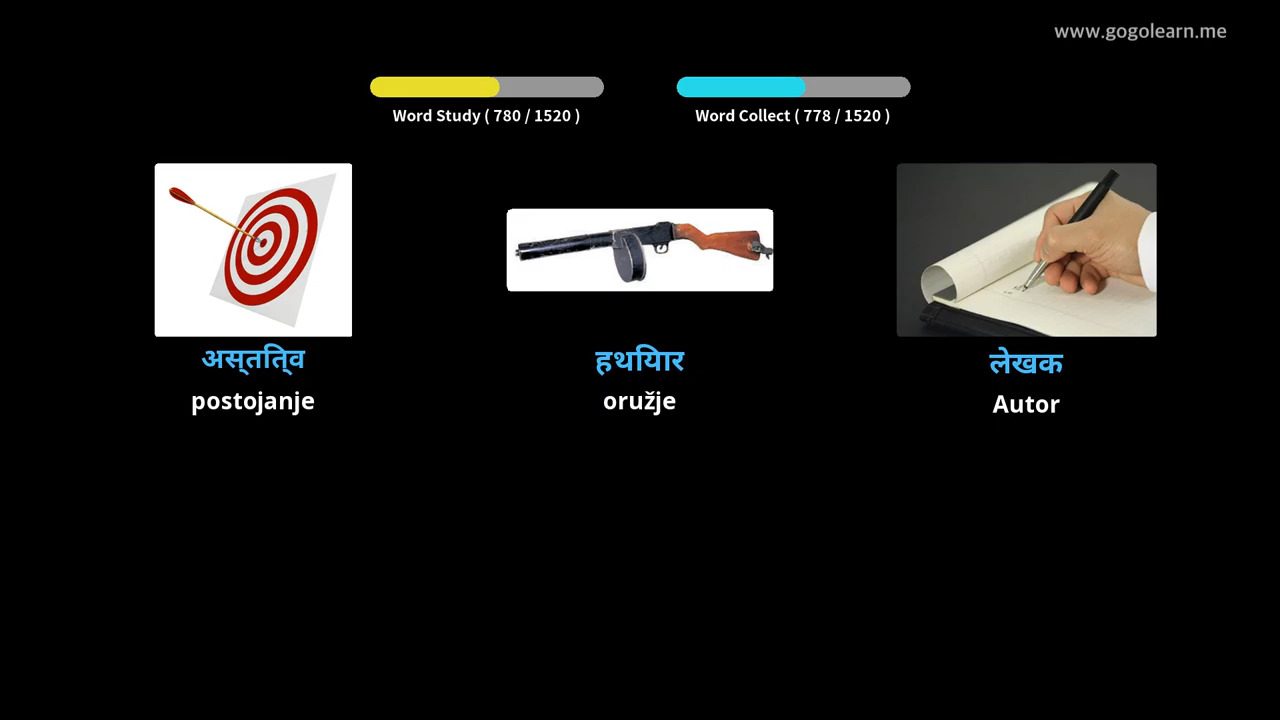 www.gogolearn.me
Word Study ( 780 / 1520 )
Word Collect ( 778 / 1520 )
अस्तित्व
हथियार
लेखक
postojanje
oružje
Autor